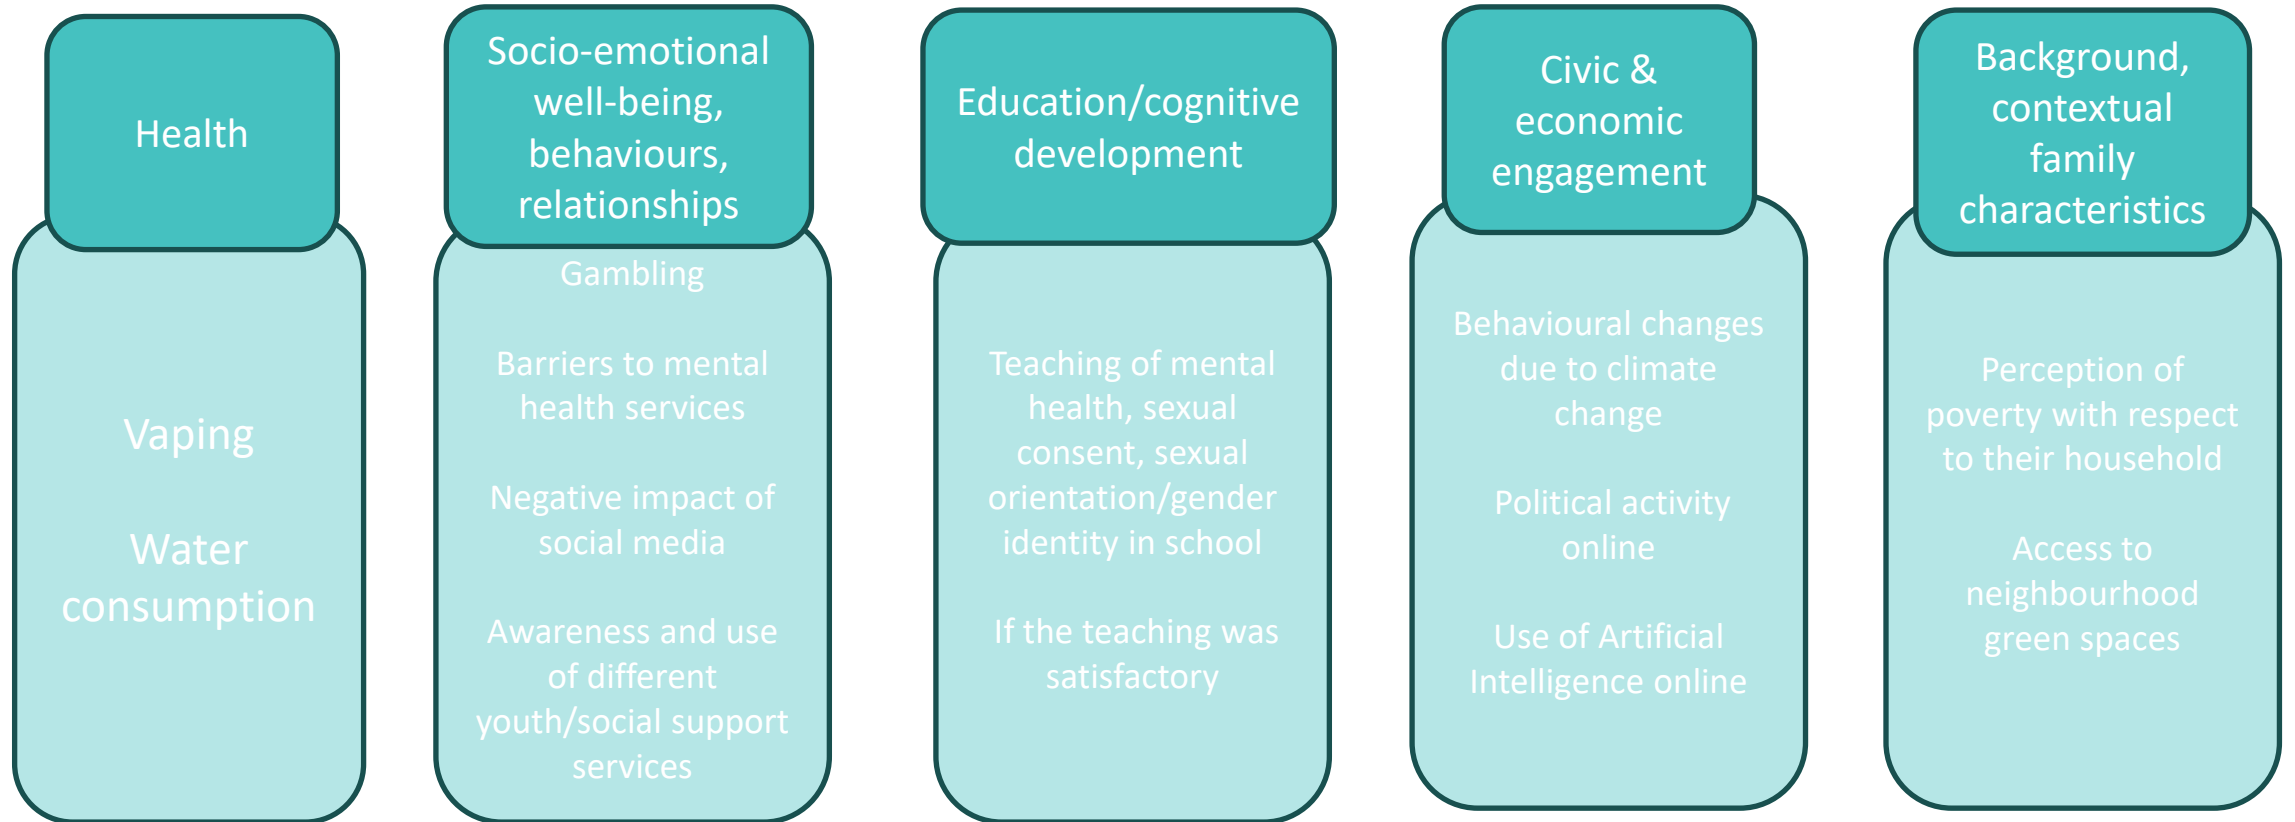 Health
Vaping
Water
consumption
Socio-emotional
well-being,
behaviours,
relationships
Gambling
Barriers to mental
health services
Negative impact of
social media
Awareness and use
of different
youth/social support
services
Education/cognitive
development
Teaching of mental
health, sexual
consent, sexual
orientation/gender
identity in school
If the teaching was
satisfactory
Civic &
economic
engagement
Behavioural changes
due to climate
change
Political activity
online
Use of Artificial
Intelligence online
Background,
contextual
family
characteristics
Perception of
poverty with respect
to their household
Access to
neighbourhood
green spaces